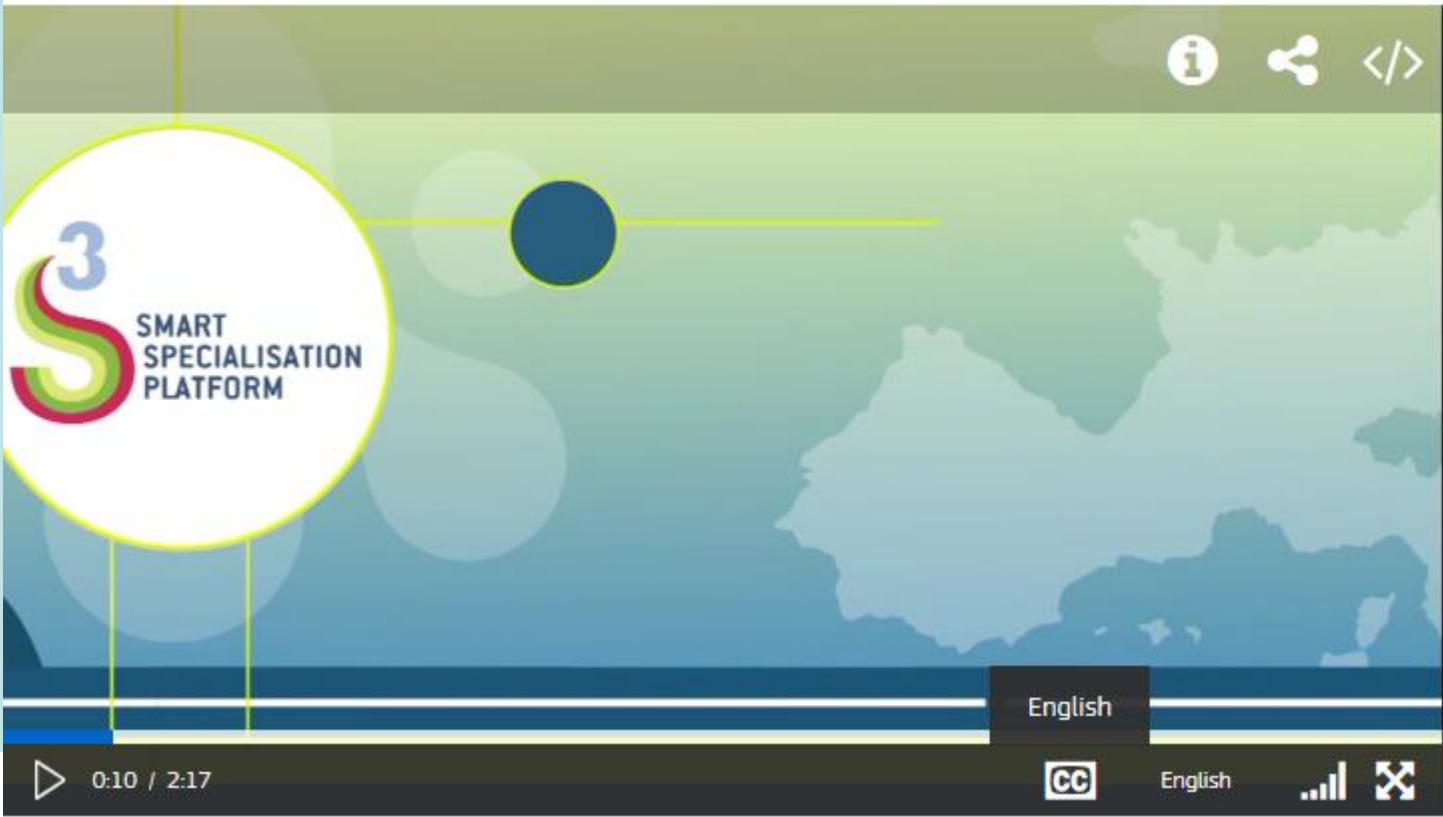 3
SMART
SPECIALISATION
PLATFORM
English
0:10 / 2:17
CC
English